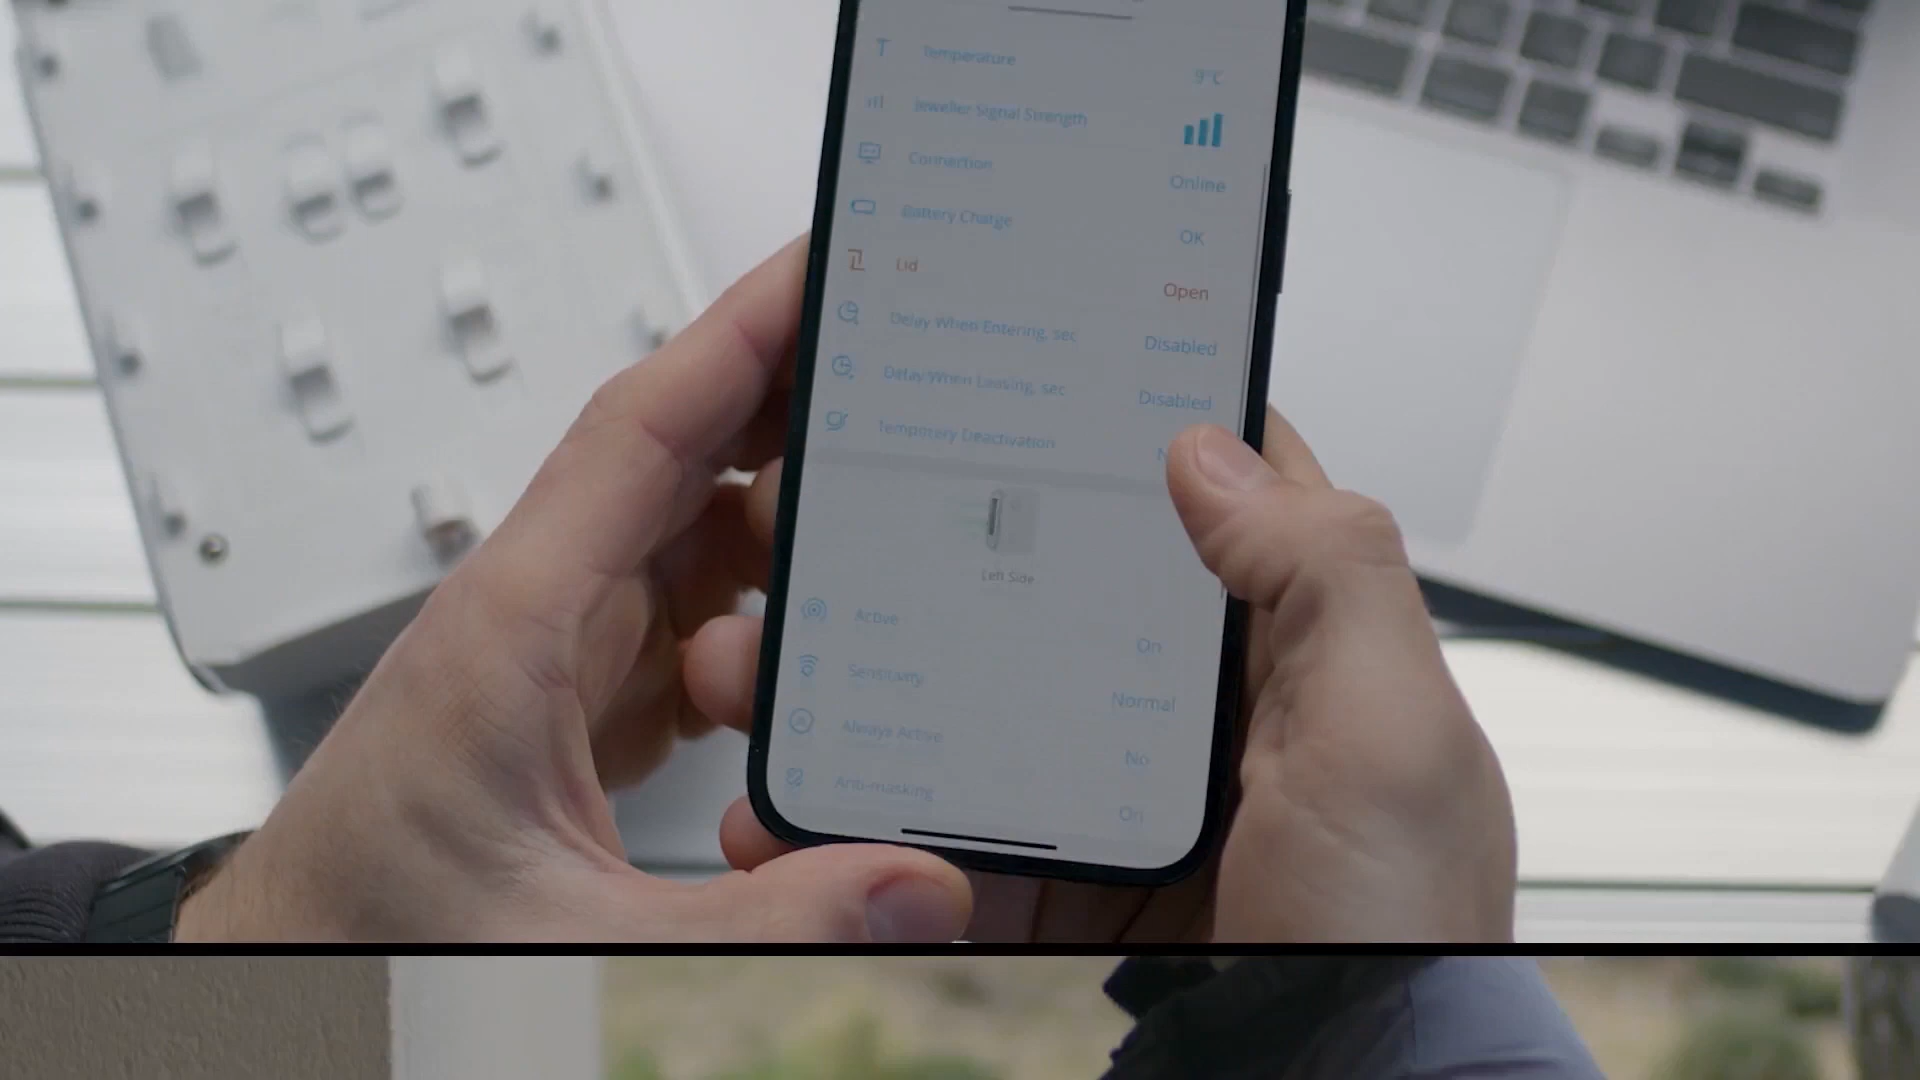 Temperature
9°C
Jeweller Signal Strength
Connection
Online
Battery Charge
OK
Lid
Open
Delay When Entering, sec
Disabled
Delay When Leaving, sec
Disabled
Temporary Deactivation
Left Side
Active
On
Sensitivity
Normal
Always Active
No
Anti-masking
On